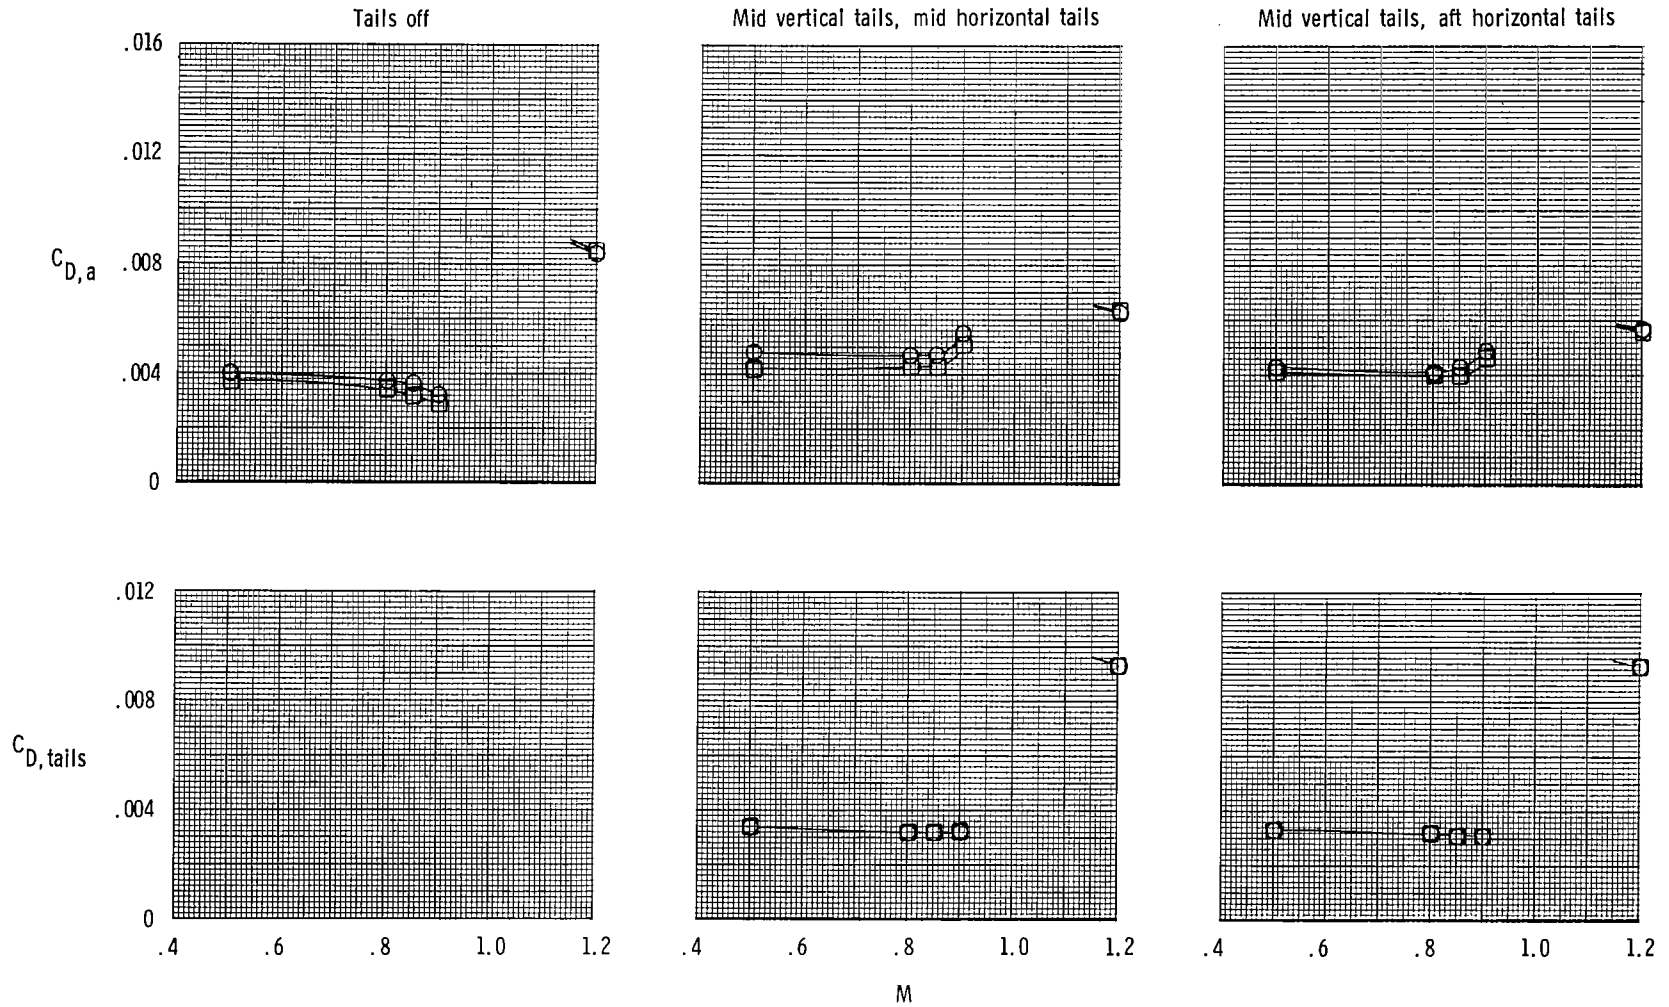 Tails off
Mid vertical tails, mid horizontal tails
Mid vertical tails, aft horizontal tails
.016
.012
.008
.004
0
C_D,a
.012
.008
.004
0
C_D,tails
.4 .6 .8 1.0 1.2
.4 .6 .8 1.0 1.2
.4 .6 .8 1.0 1.2
M